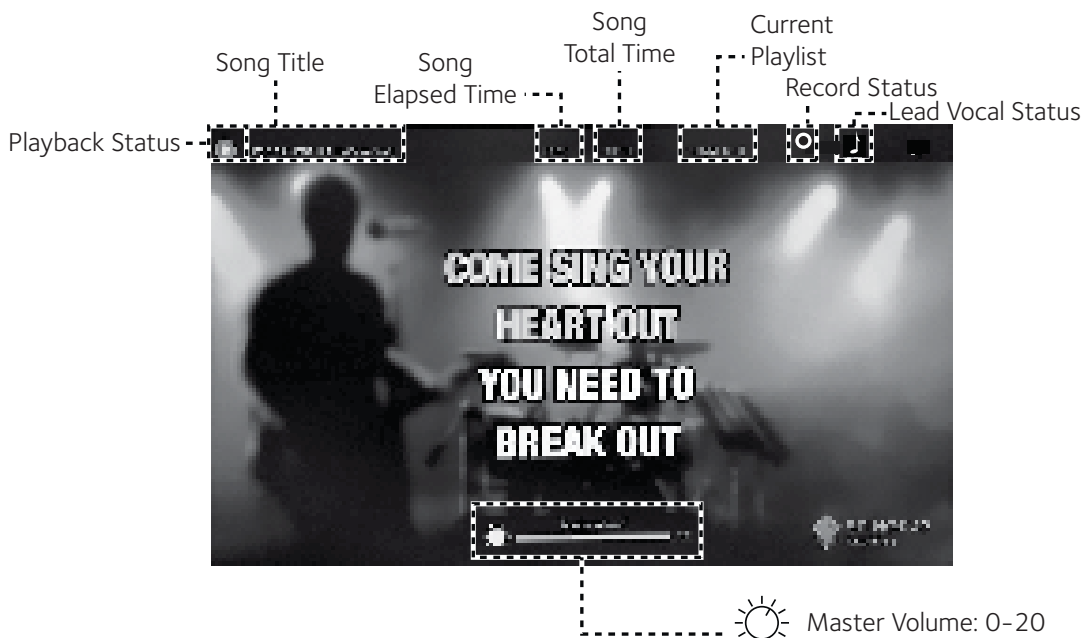 Song Title
Song
Elapsed Time
Song
Total Time
Current
Playlist
Record Status
Lead Vocal Status
Playback Status
COME SING YOUR
HEART OUT
YOU NEED TO
BREAK OUT
Master Volume: 0-20